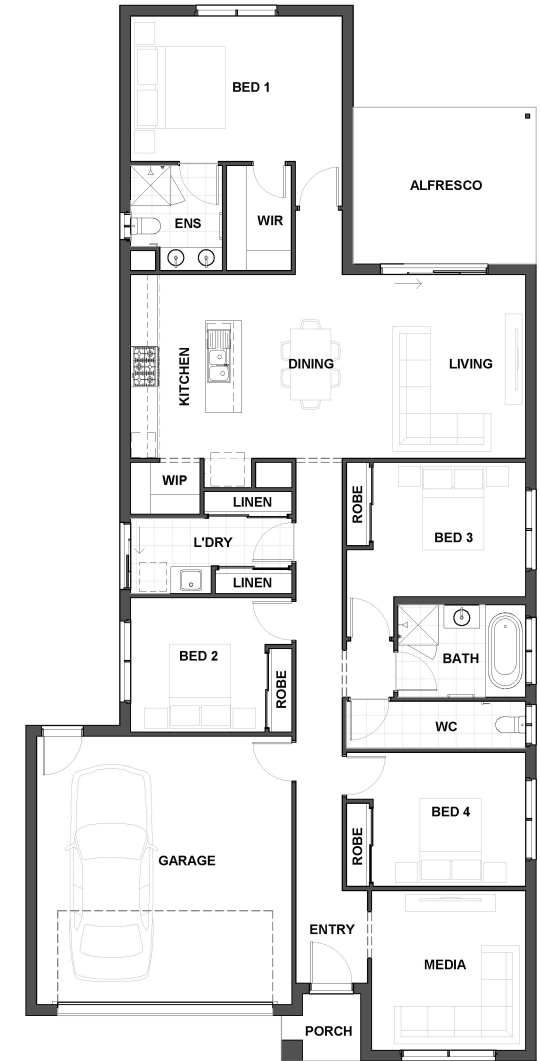 BED 1
ALFRESCO
ENS
WIR
KITCHEN
DINING
LIVING
WIP
LINEN
ROBE
L'DRY
BED 3
LINEN
BED 2
ROBE
BATH
WC
BED 4
ROBE
GARAGE
ENTRY
MEDIA
PORCH